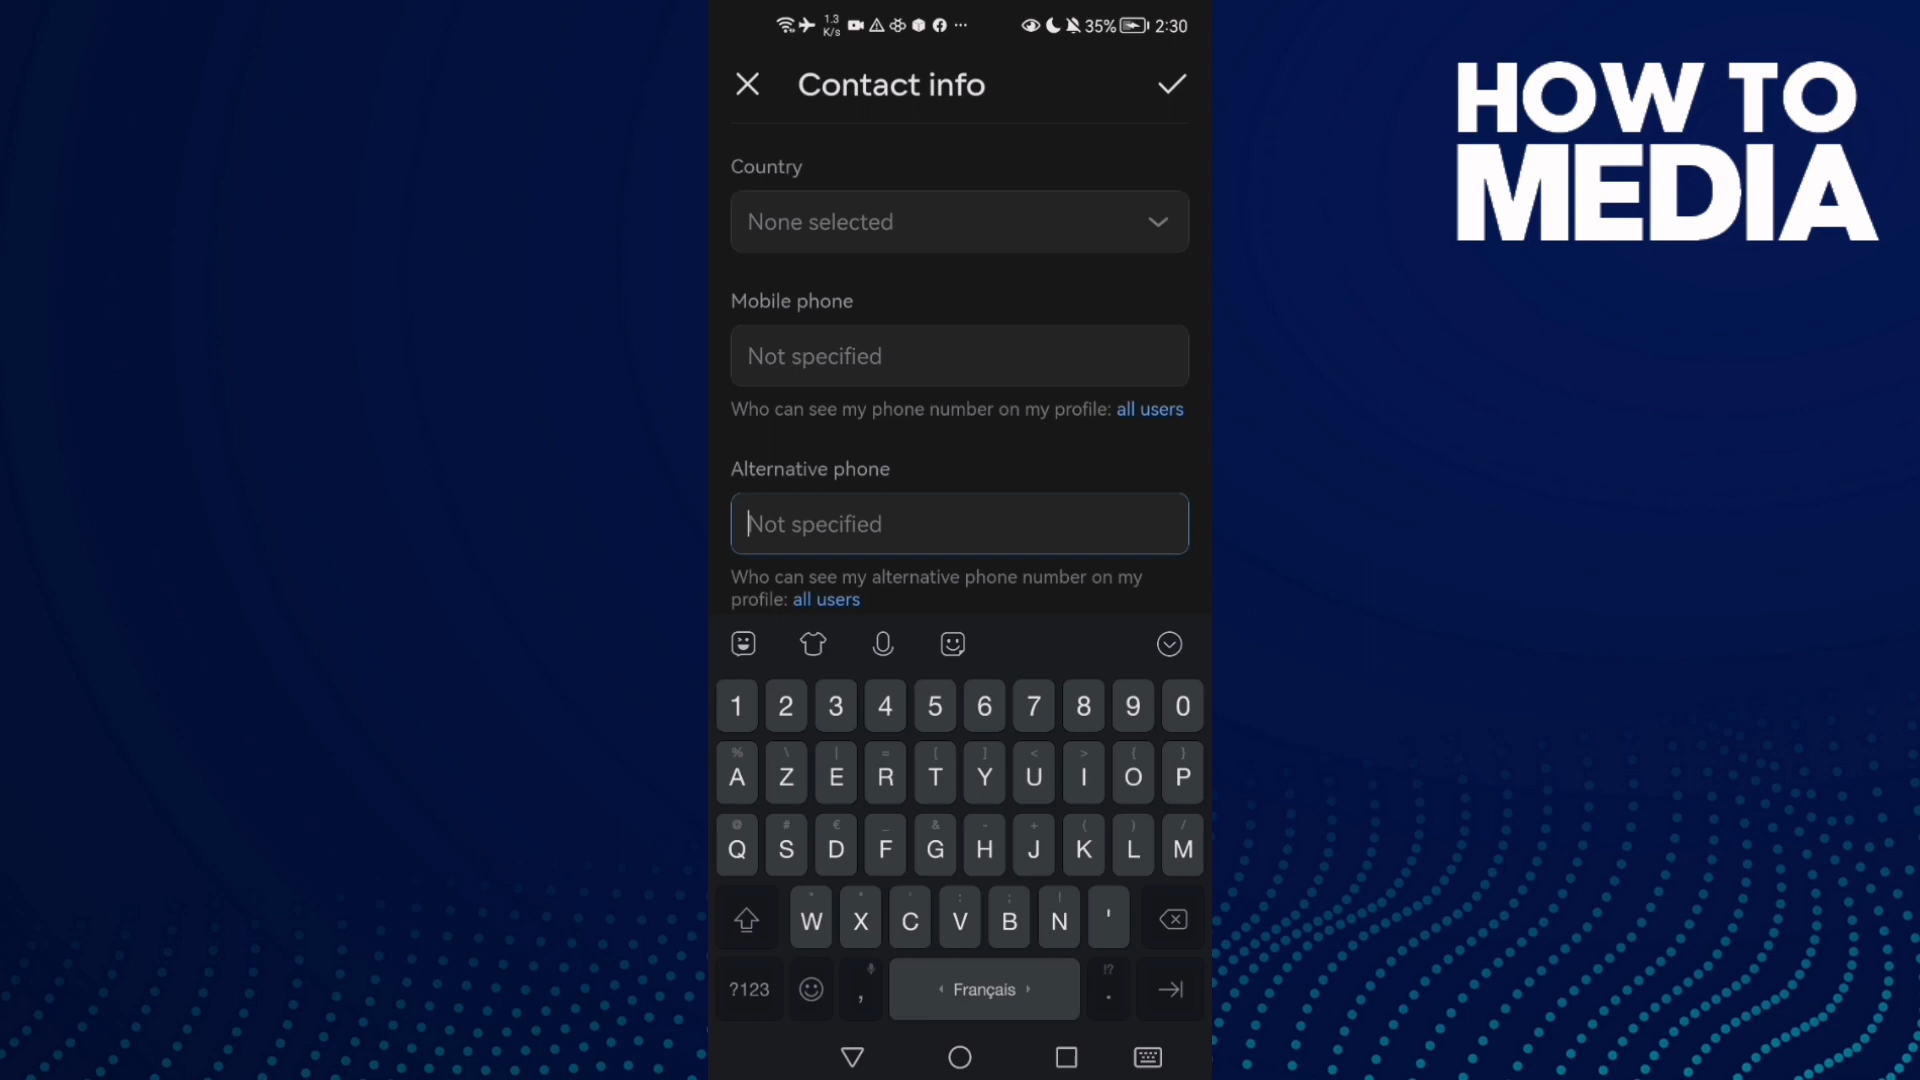 1.3
K/s
35%
2:30
HOW TO
MEDIA
Contact info
Country
None selected
Mobile phone
Not specified
Who can see my phone number on my profile: all users
Alternative phone
Not specified
Who can see my alternative phone number on my
profile: all users
1 2 3 4 5 6 7 8 9 0
% \ | = [ ] < > { }
A Z E R T Y U I O P
@ # € _ & - + ( ) /
Q S D F G H J K L M
W X C V B N '
!?
?123 , Français .